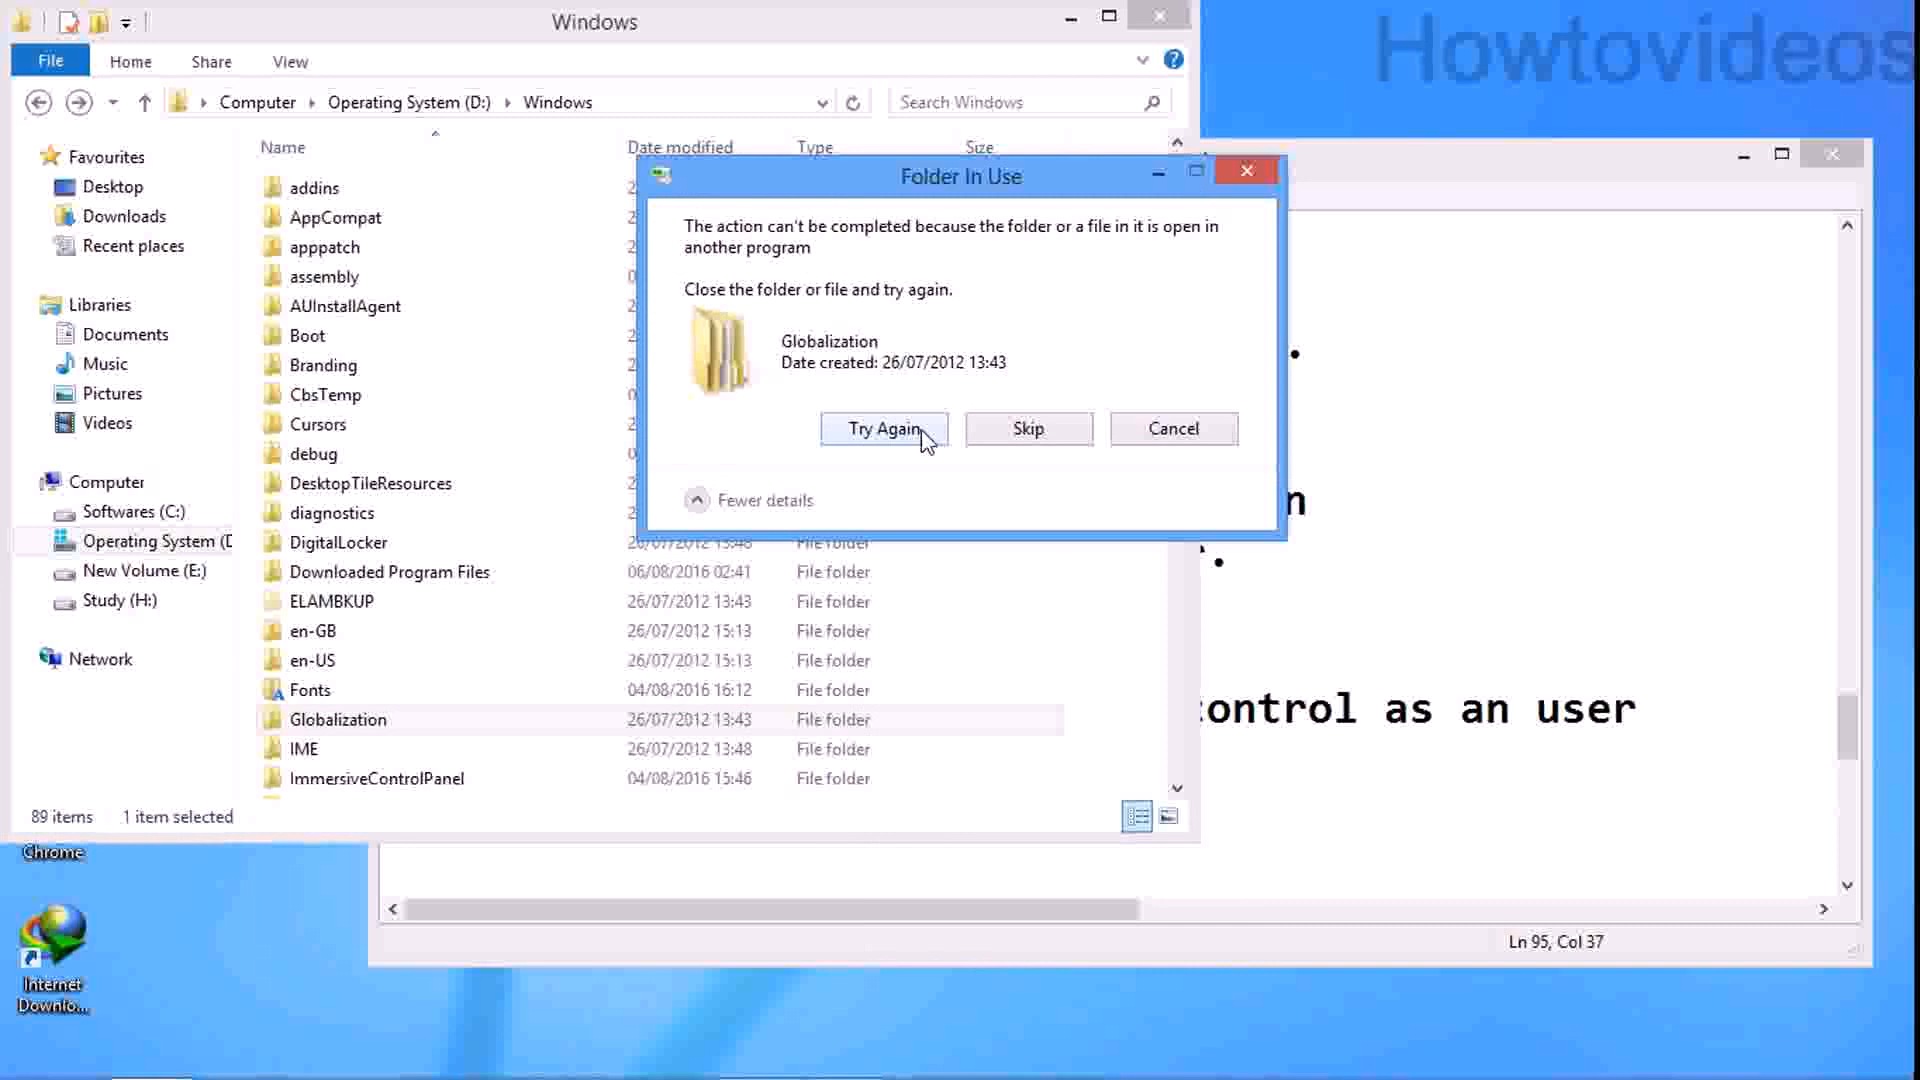 Howtovideos
Windows
File
Home
Share
View
Computer
Operating System (D:)
Windows
Search Windows
Favourites
Desktop
Downloads
Recent places
Libraries
Documents
Music
Pictures
Videos
Computer
Softwares (C:)
Operating System (D
New Volume (E:)
Study (H:)
Network
Name
Date modified
Type
Size
addins
AppCompat
apppatch
assembly
AUInstallAgent
Boot
Branding
CbsTemp
Cursors
debug
DesktopTileResources
diagnostics
DigitalLocker 26/07/2012 13:48 File folder
Downloaded Program Files 06/08/2016 02:41 File folder
ELAMBKUP 26/07/2012 13:43 File folder
en-GB 26/07/2012 15:13 File folder
en-US 26/07/2012 15:13 File folder
Fonts 04/08/2016 16:12 File folder
Globalization 26/07/2012 13:43 File folder
IME 26/07/2012 13:48 File folder
ImmersiveControlPanel 04/08/2016 15:46 File folder
89 items 1 item selected
Folder In Use
The action can't be completed because the folder or a file in it is open in
another program
Close the folder or file and try again.
Globalization
Date created: 26/07/2012 13:43
Try Again
Skip
Cancel
Fewer details
n
control as an user
Ln 95, Col 37
Chrome
Internet
Downlo...